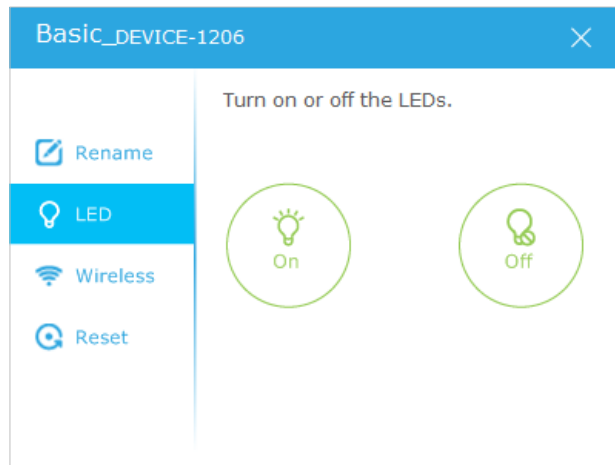 Basic_DEVICE-1206
Turn on or off the LEDs.
Rename
LED
Wireless
Reset
On
Off